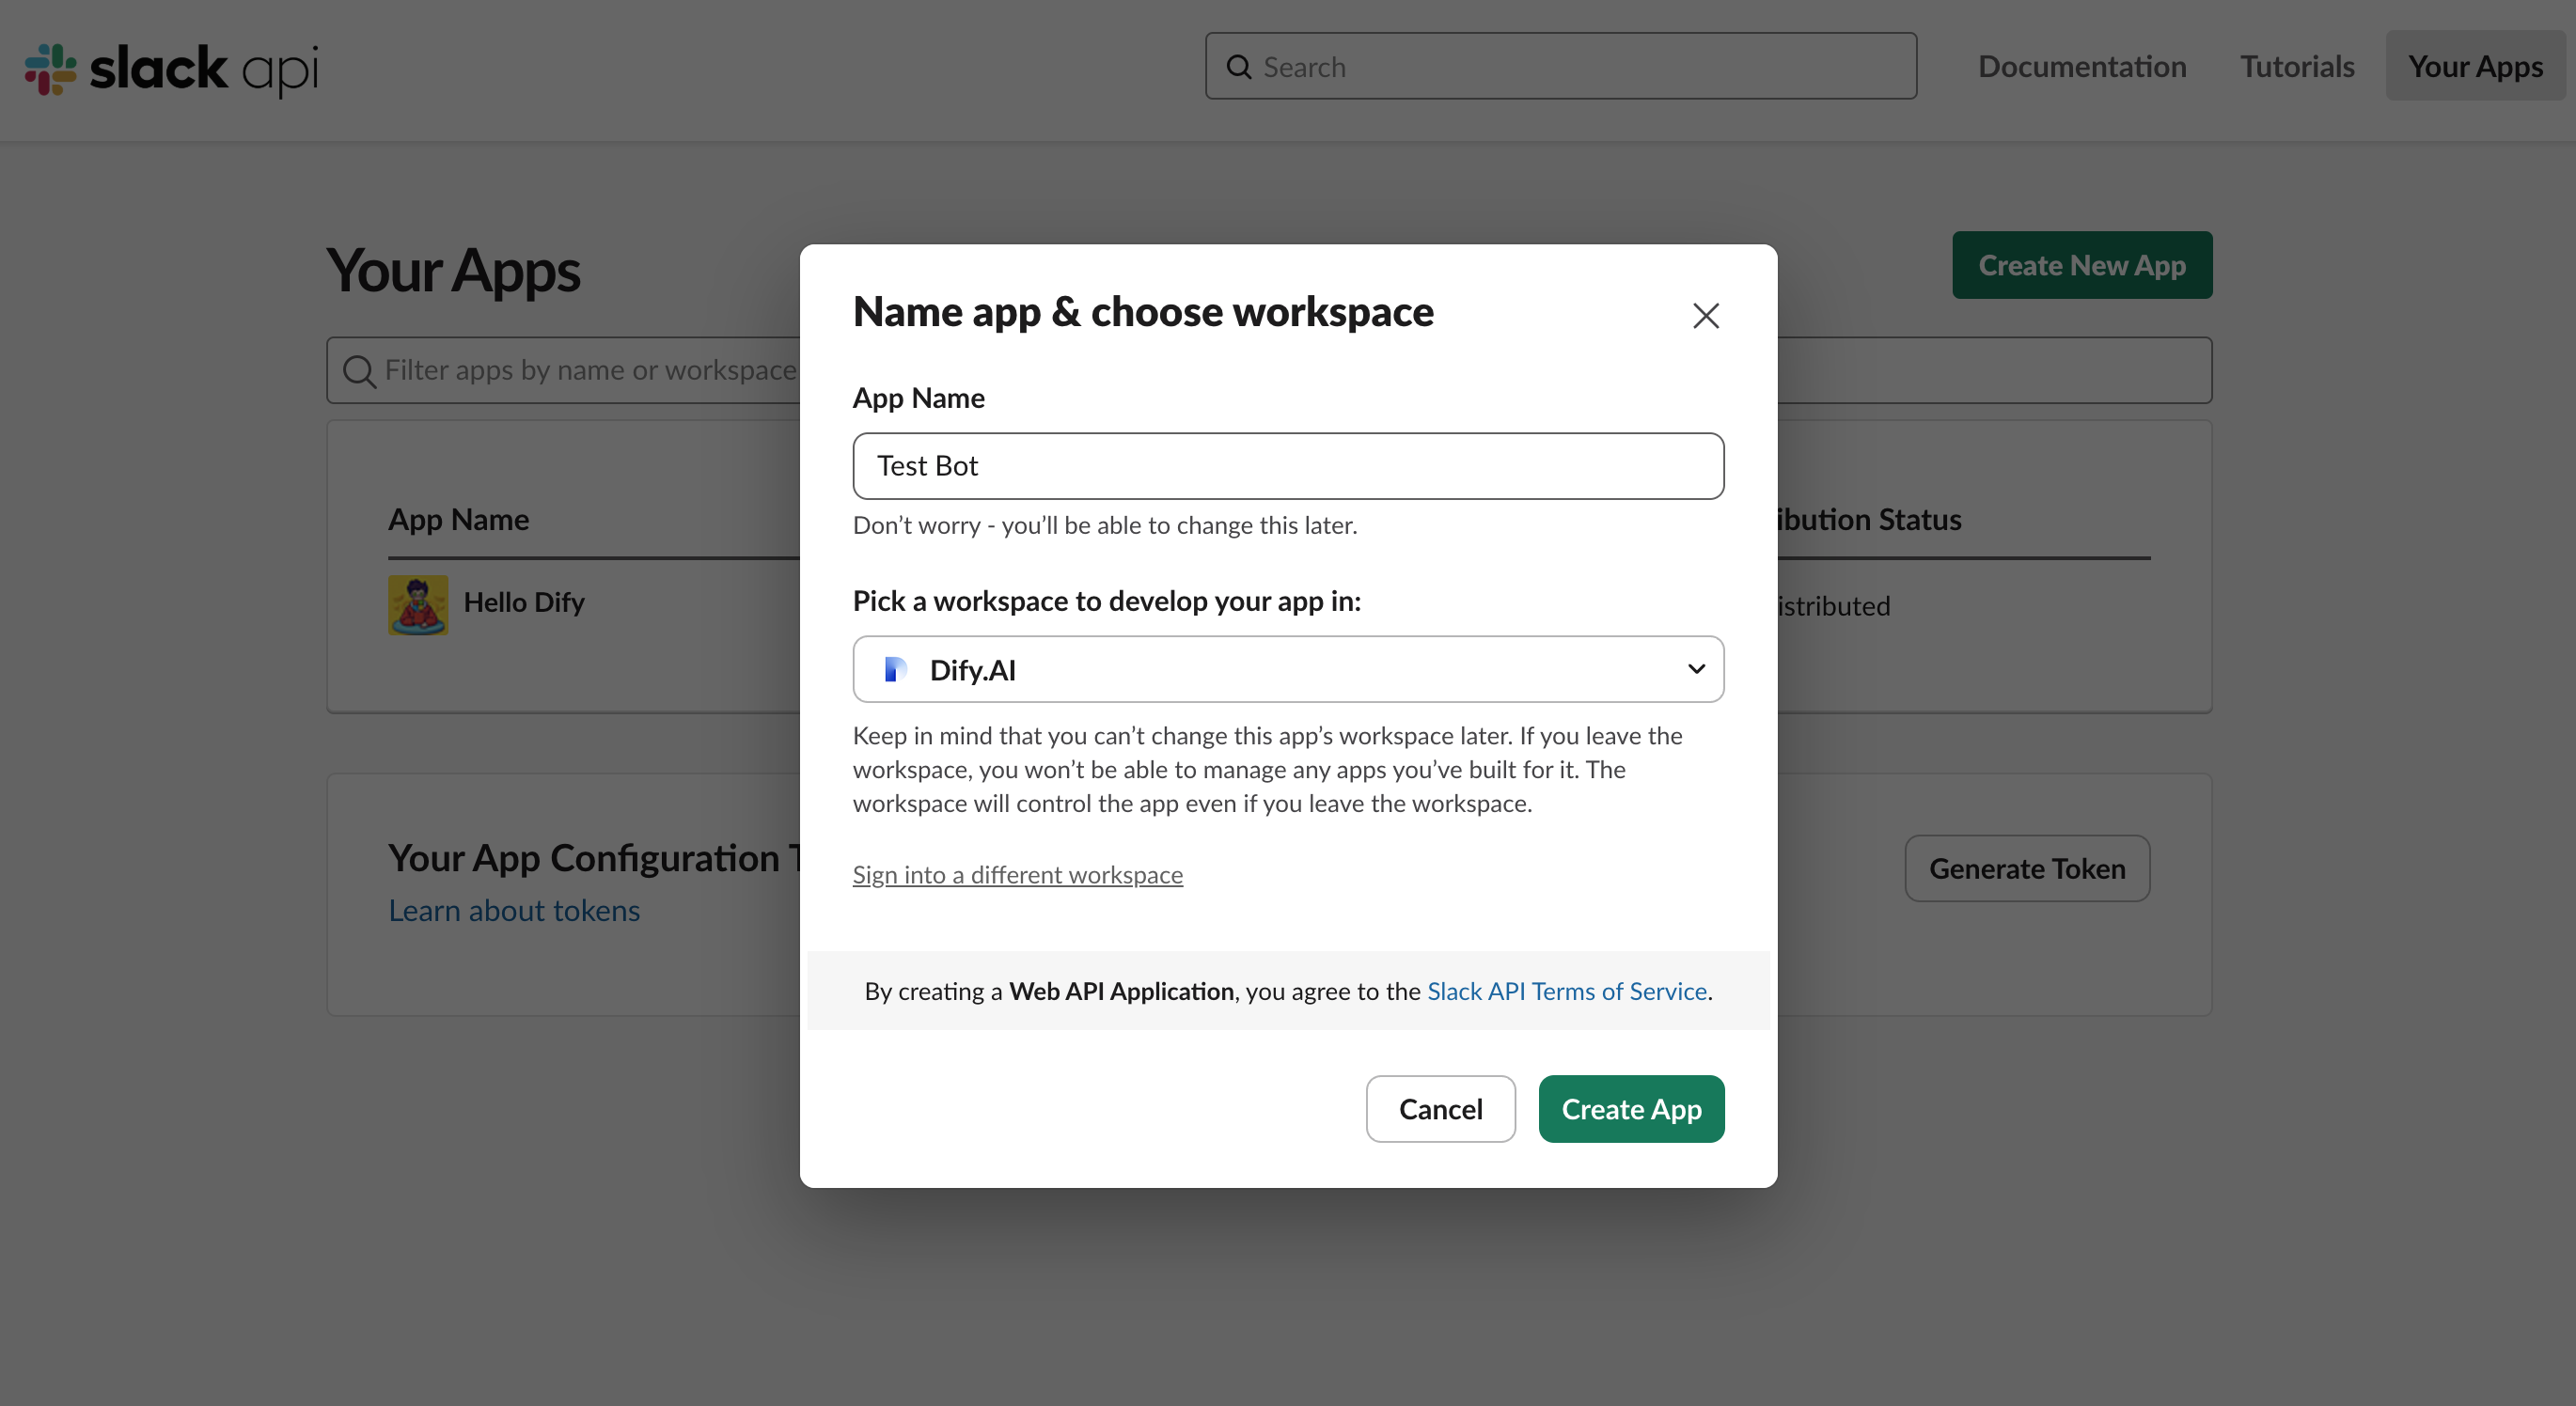 slack api
Search
Documentation
Tutorials
Your Apps
Your Apps
Create New App
Filter apps by name or workspace
App Name
ibution Status
Hello Dify
istributed
Your App Configuration T
Learn about tokens
Generate Token
Name app & choose workspace
App Name
Test Bot
Don’t worry - you’ll be able to change this later.
Pick a workspace to develop your app in:
Dify.AI
Keep in mind that you can’t change this app’s workspace later. If you leave the
workspace, you won’t be able to manage any apps you’ve built for it. The
workspace will control the app even if you leave the workspace.
Sign into a different workspace
By creating a Web API Application, you agree to the Slack API Terms of Service.
Cancel
Create App